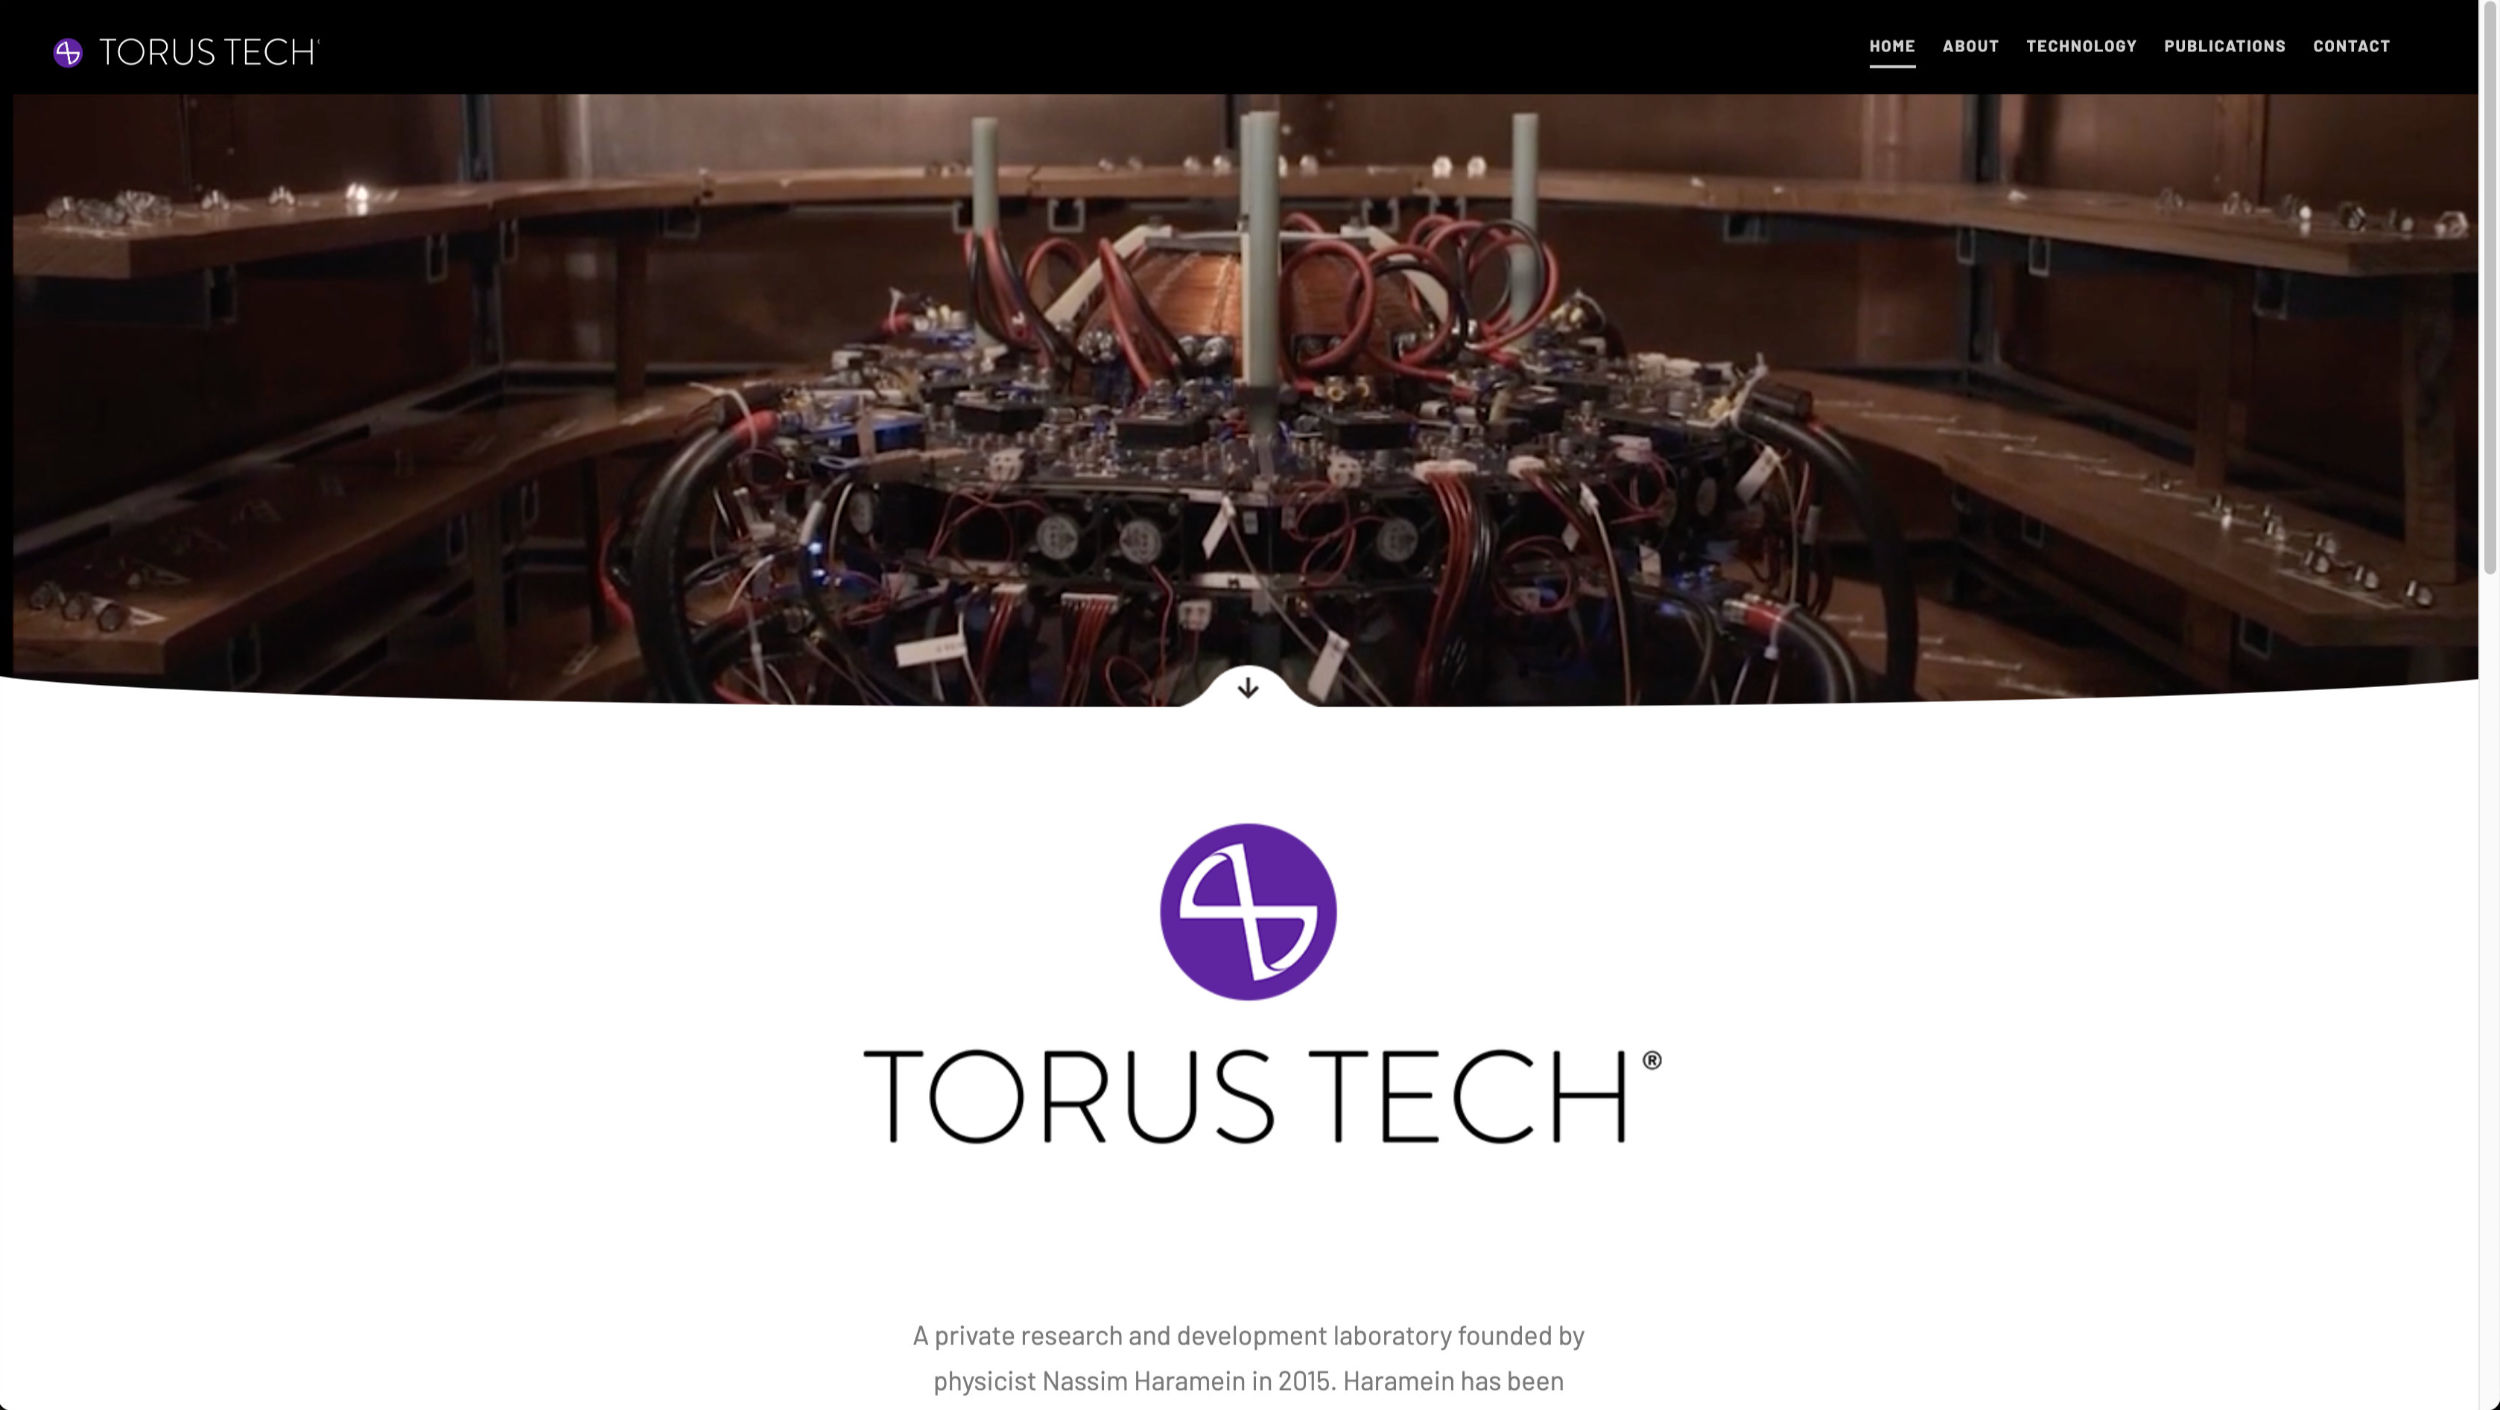 TORUS TECH
HOME ABOUT TECHNOLOGY PUBLICATIONS CONTACT
TORUS TECH®
A private research and development laboratory founded by
physicist Nassim Haramein in 2015. Haramein has been